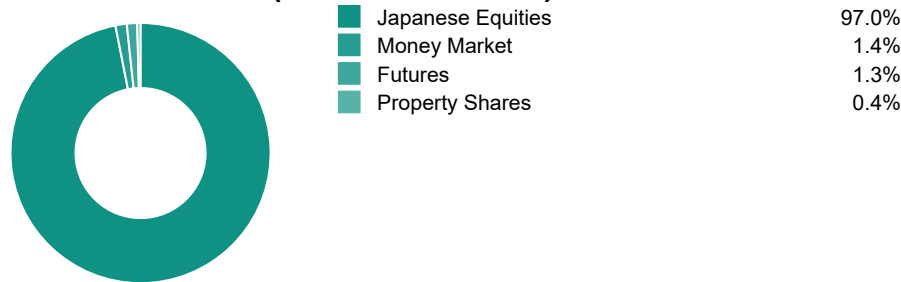 Japanese Equities 97.0%
Money Market 1.4%
Futures 1.3%
Property Shares 0.4%